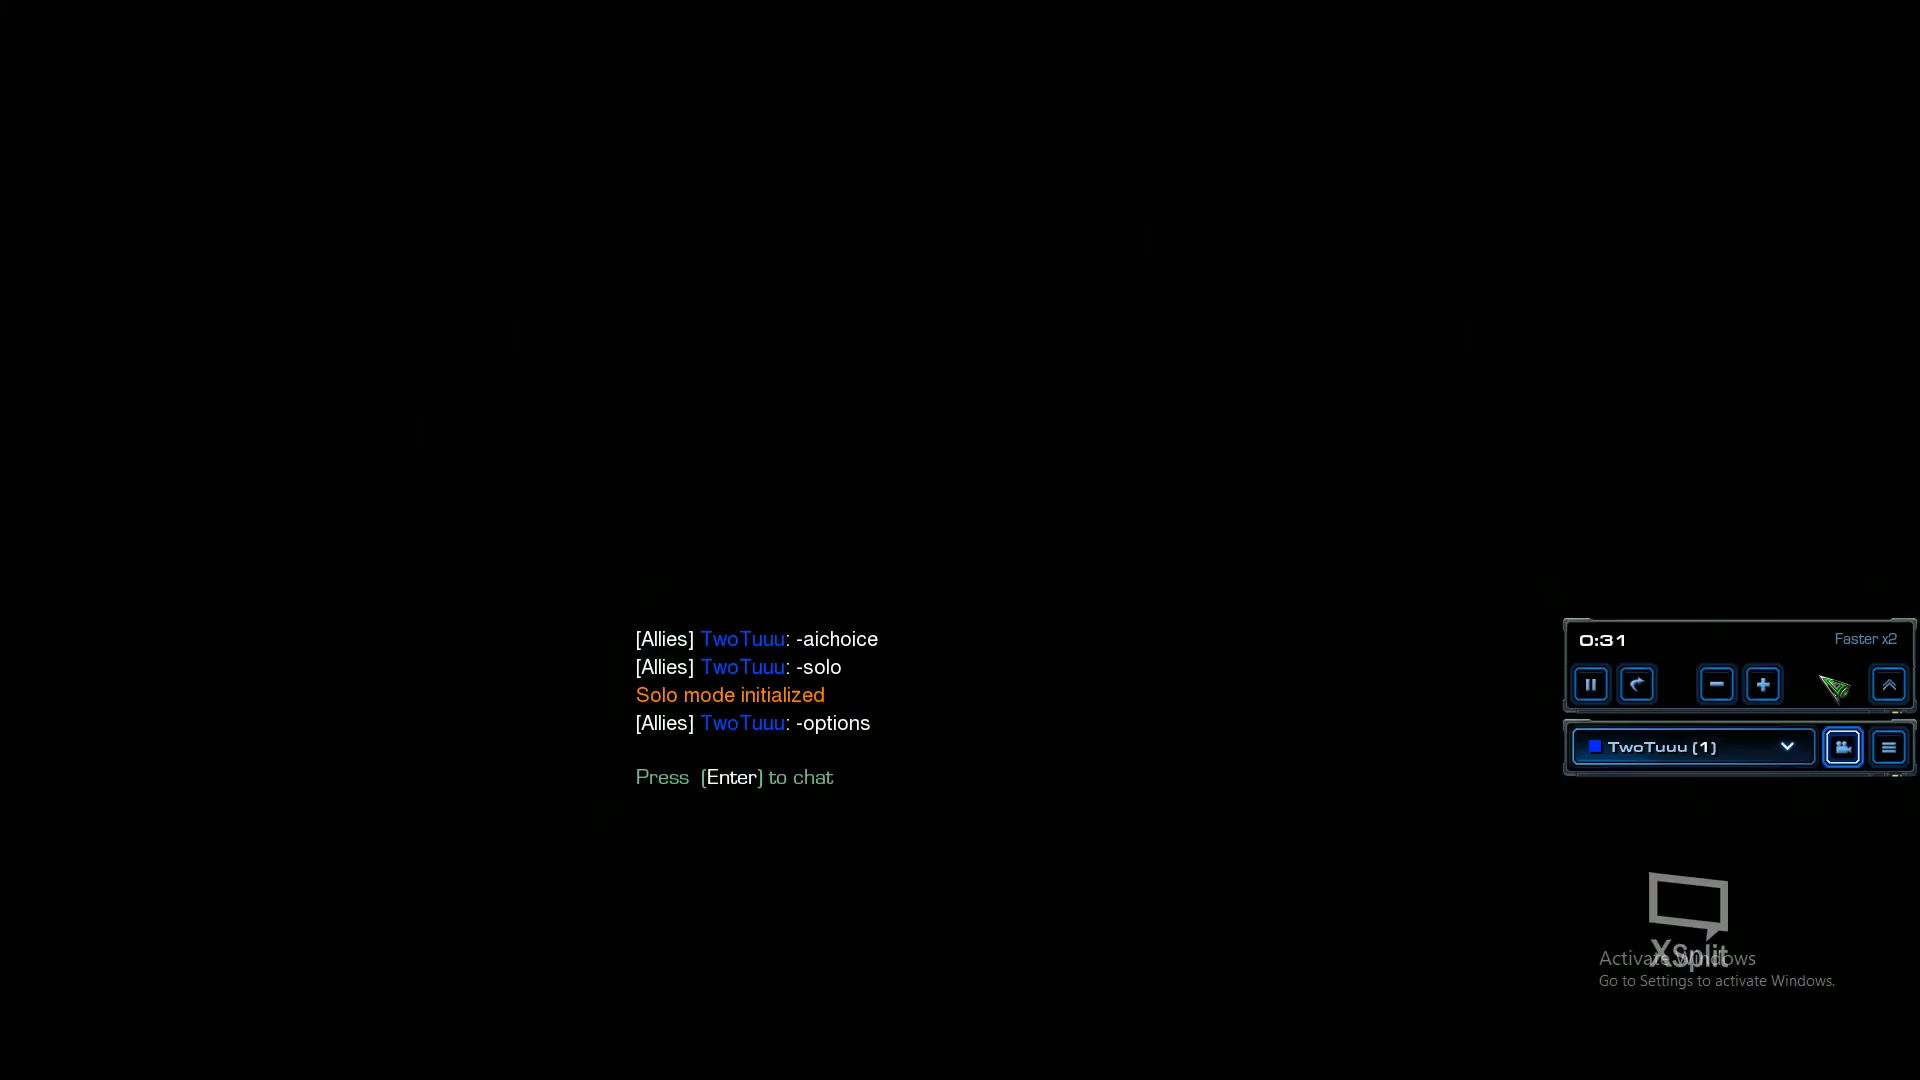 [Allies] TwoTuuu: -aichoice
[Allies] TwoTuuu: -solo
Solo mode initialized
[Allies] TwoTuuu: -options
Press (Enter) to chat
0:31
Faster x2
TwoTuuu (1)
XSplit
Activate Windows
Go to Settings to activate Windows.